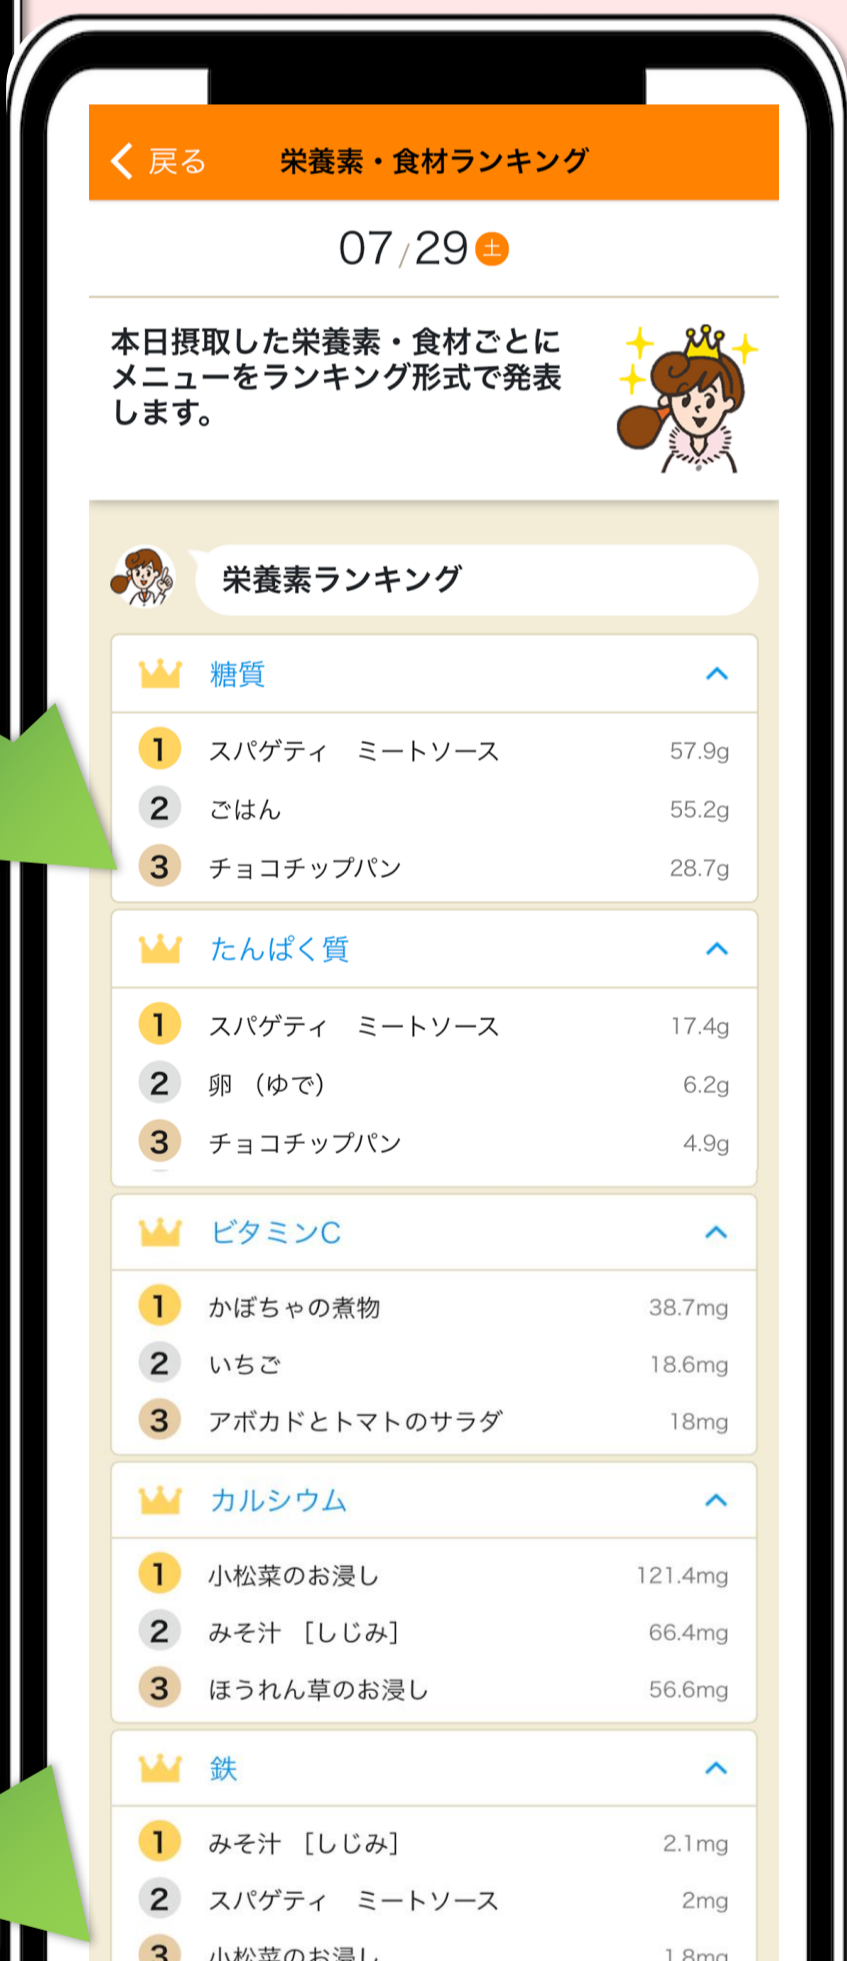 戻る 栄養素・食材ランキング
07/29 土
本日摂取した栄養素・食材ごとに
メニューをランキング形式で発表
します。
栄養素ランキング
糖質
1 スパゲティ ミートソース 57.9g
2 ごはん 55.2g
3 チョコチップパン 28.7g
たんぱく質
1 スパゲティ ミートソース 17.4g
2 卵 （ゆで） 6.2g
3 チョコチップパン 4.9g
ビタミンC
1 かぼちゃの煮物 38.7mg
2 いちご 18.6mg
3 アボカドとトマトのサラダ 18mg
カルシウム
1 小松菜のお浸し 121.4mg
2 みそ汁 ［しじみ］ 66.4mg
3 ほうれん草のお浸し 56.6mg
鉄
1 みそ汁 ［しじみ］ 2.1mg
2 スパゲティ ミートソース 2mg
3 小松菜のお浸し 1.8mg